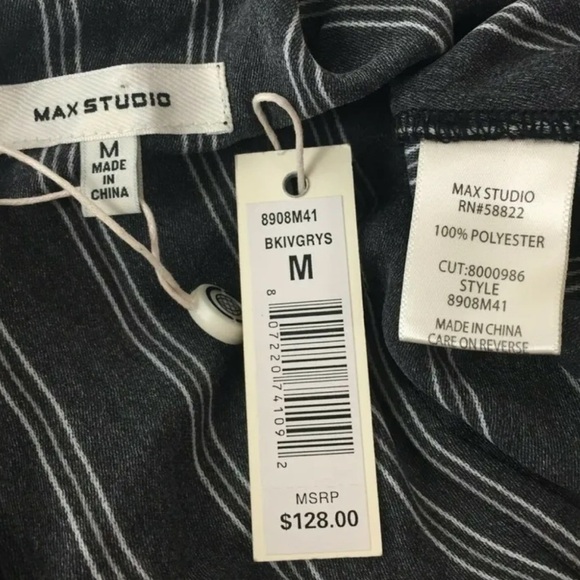 MAX STUDIO
M
MADE
IN
CHINA
8908M41
BKIVGRYS
M
8 07220 74109 2
MSRP
$128.00
MAX STUDIO
RN#58822
100% POLYESTER
CUT:8000986
STYLE
8908M41
MADE IN CHINA
CARE ON REVERSE